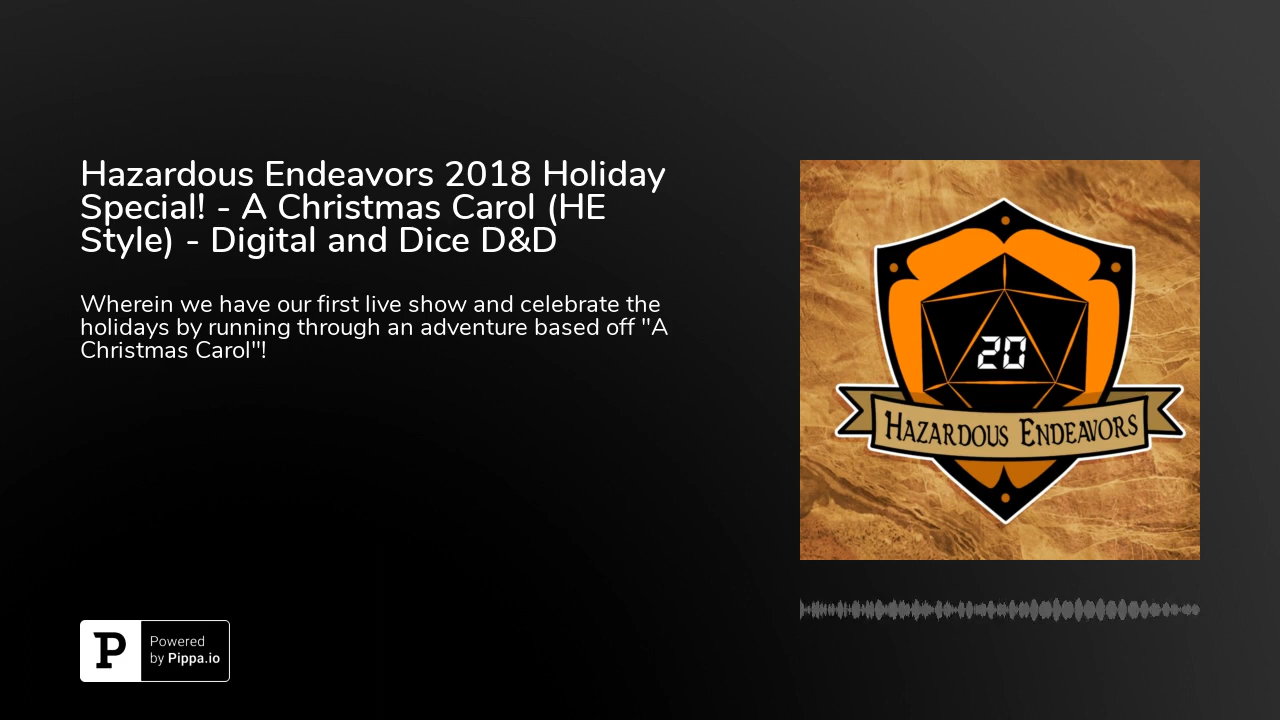 Hazardous Endeavors 2018 Holiday
Special! - A Christmas Carol (HE
Style) - Digital and Dice D&D
Wherein we have our first live show and celebrate the
holidays by running through an adventure based off "A
Christmas Carol"!
20
HAZARDOUS ENDEAVORS
P
Powered
by Pippa.io